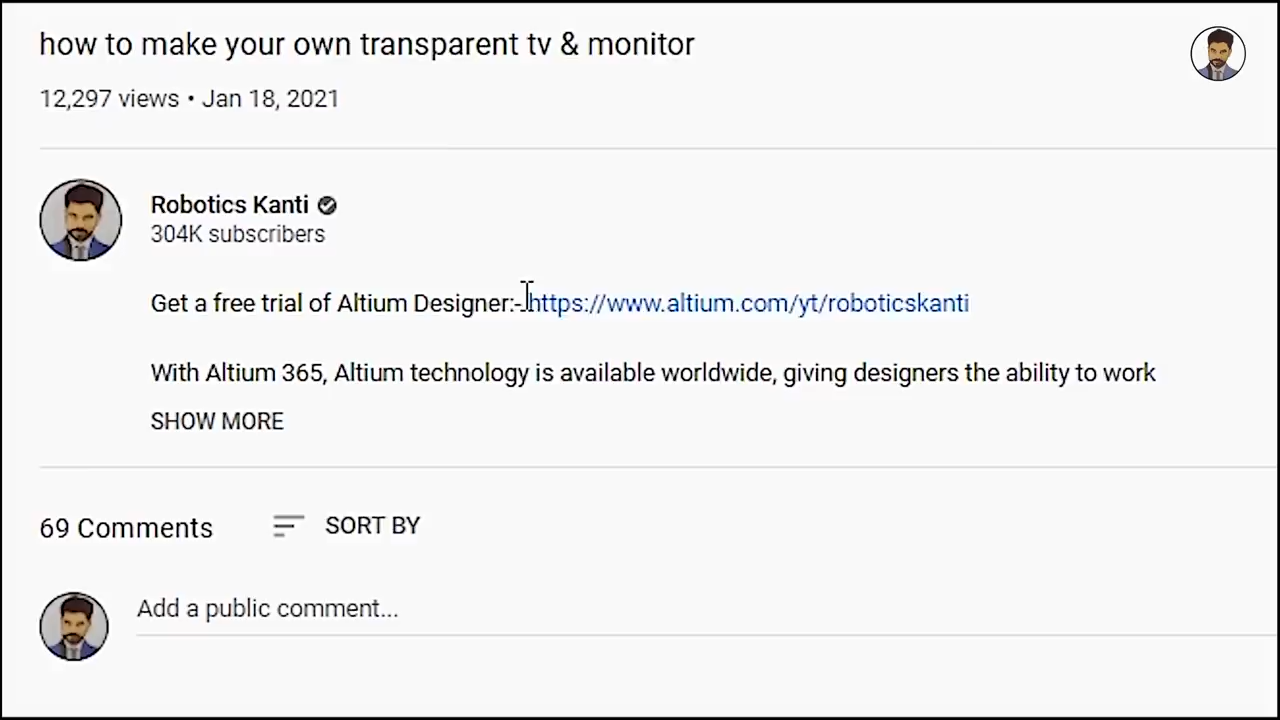 how to make your own transparent tv & monitor
12,297 views • Jan 18, 2021
Robotics Kanti
304K subscribers
Get a free trial of Altium Designer:- https://www.altium.com/yt/roboticskanti
With Altium 365, Altium technology is available worldwide, giving designers the ability to work
SHOW MORE
69 Comments SORT BY
Add a public comment...